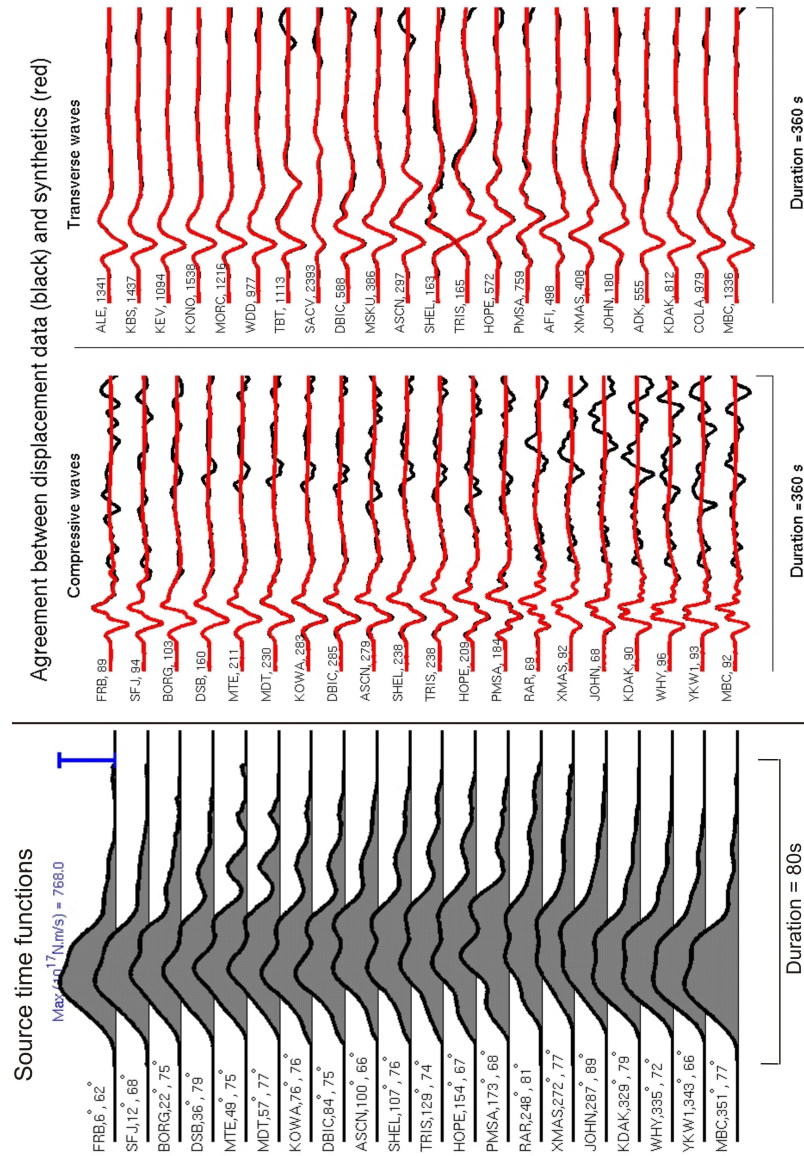 Source time functions
Max (10^17 N.m/s) = 768.0
FRB,6°, 62°
SFJ,12°, 68°
BORG,22°, 75°
DSB,36°, 79°
MTE,49°, 75°
MDT,57°, 77°
KOWA,76°, 76°
DBIC,84°, 75°
ASCN,100°, 66°
SHEL,107°, 76°
TRIS,129°, 74°
HOPE,154°, 67°
PMSA,173°, 68°
RAR,248°, 81°
XMAS,272°, 77°
JOHN,287°, 89°
KDAK,329°, 79°
WHY,335°, 72°
YKW1,343°, 66°
MBC,351°, 77°
Duration = 80s
Agreement between displacement data (black) and synthetics (red)
Compressive waves
FRB, 89
SFJ, 94
BORG, 103
DSB, 160
MTE, 211
MDT, 230
KOWA, 283
DBIC, 285
ASCN, 279
SHEL, 238
TRIS, 238
HOPE, 209
PMSA, 184
RAR, 69
XMAS, 92
JOHN, 68
KDAK, 90
WHY, 96
YKW1, 93
MBC, 92
Duration =360 s
Transverse waves
ALE, 1341
KBS, 1437
KEV, 1094
KONO, 1538
MORC, 1216
WDD, 977
TBT, 1113
SACV, 2393
DBIC, 588
MSKU, 386
ASCN, 297
SHEL, 163
TRIS, 165
HOPE, 572
PMSA, 759
AFI, 498
XMAS, 408
JOHN, 180
ADK, 555
KDAK, 812
COLA, 979
MBC, 1336
Duration =360 s